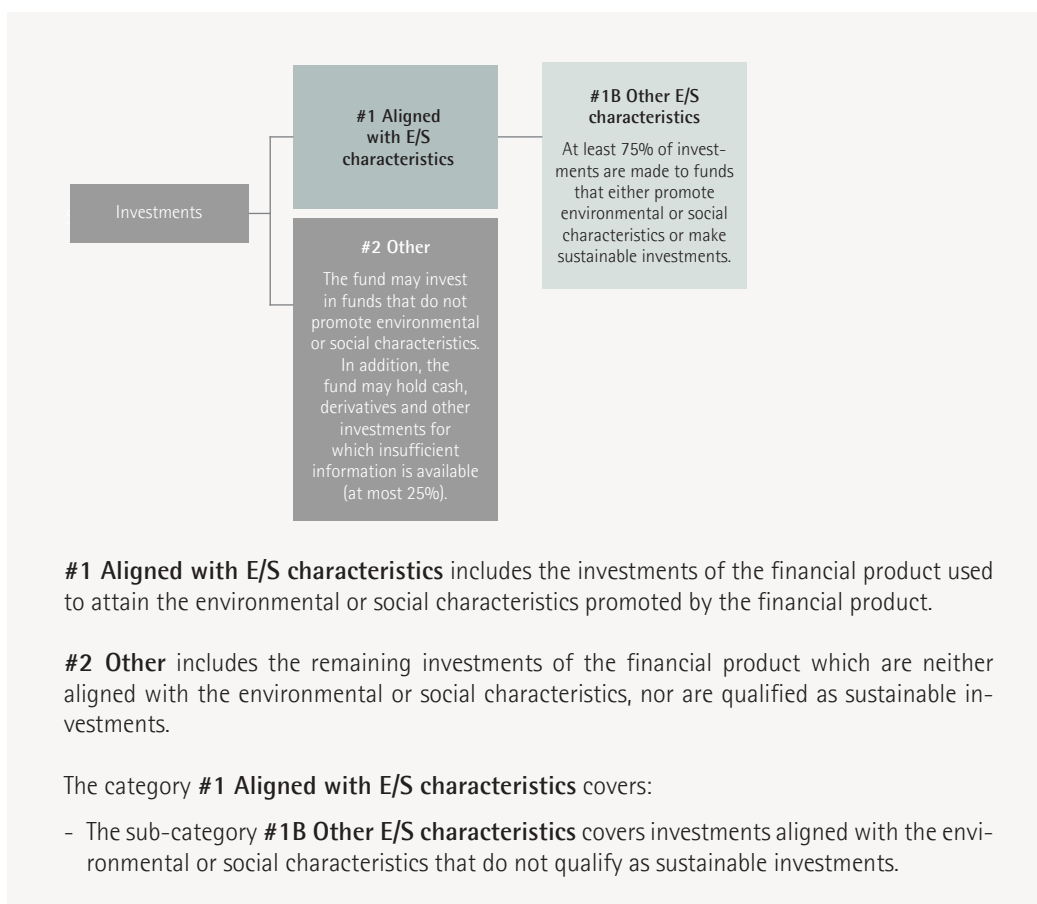 Investments
#1 Aligned
with E/S
characteristics
#1B Other E/S
characteristics
At least 75% of invest-
ments are made to funds
that either promote
environmental or social
characteristics or make
sustainable investments.
#2 Other
The fund may invest
in funds that do not
promote environmental
or social characteristics.
In addition, the
fund may hold cash,
derivatives and other
investments for
which insufficient
information is available
(at most 25%).
#1 Aligned with E/S characteristics includes the investments of the financial product used
to attain the environmental or social characteristics promoted by the financial product.
#2 Other includes the remaining investments of the financial product which are neither
aligned with the environmental or social characteristics, nor are qualified as sustainable in-
vestments.
The category #1 Aligned with E/S characteristics covers:
- The sub-category #1B Other E/S characteristics covers investments aligned with the envi-
ronmental or social characteristics that do not qualify as sustainable investments.